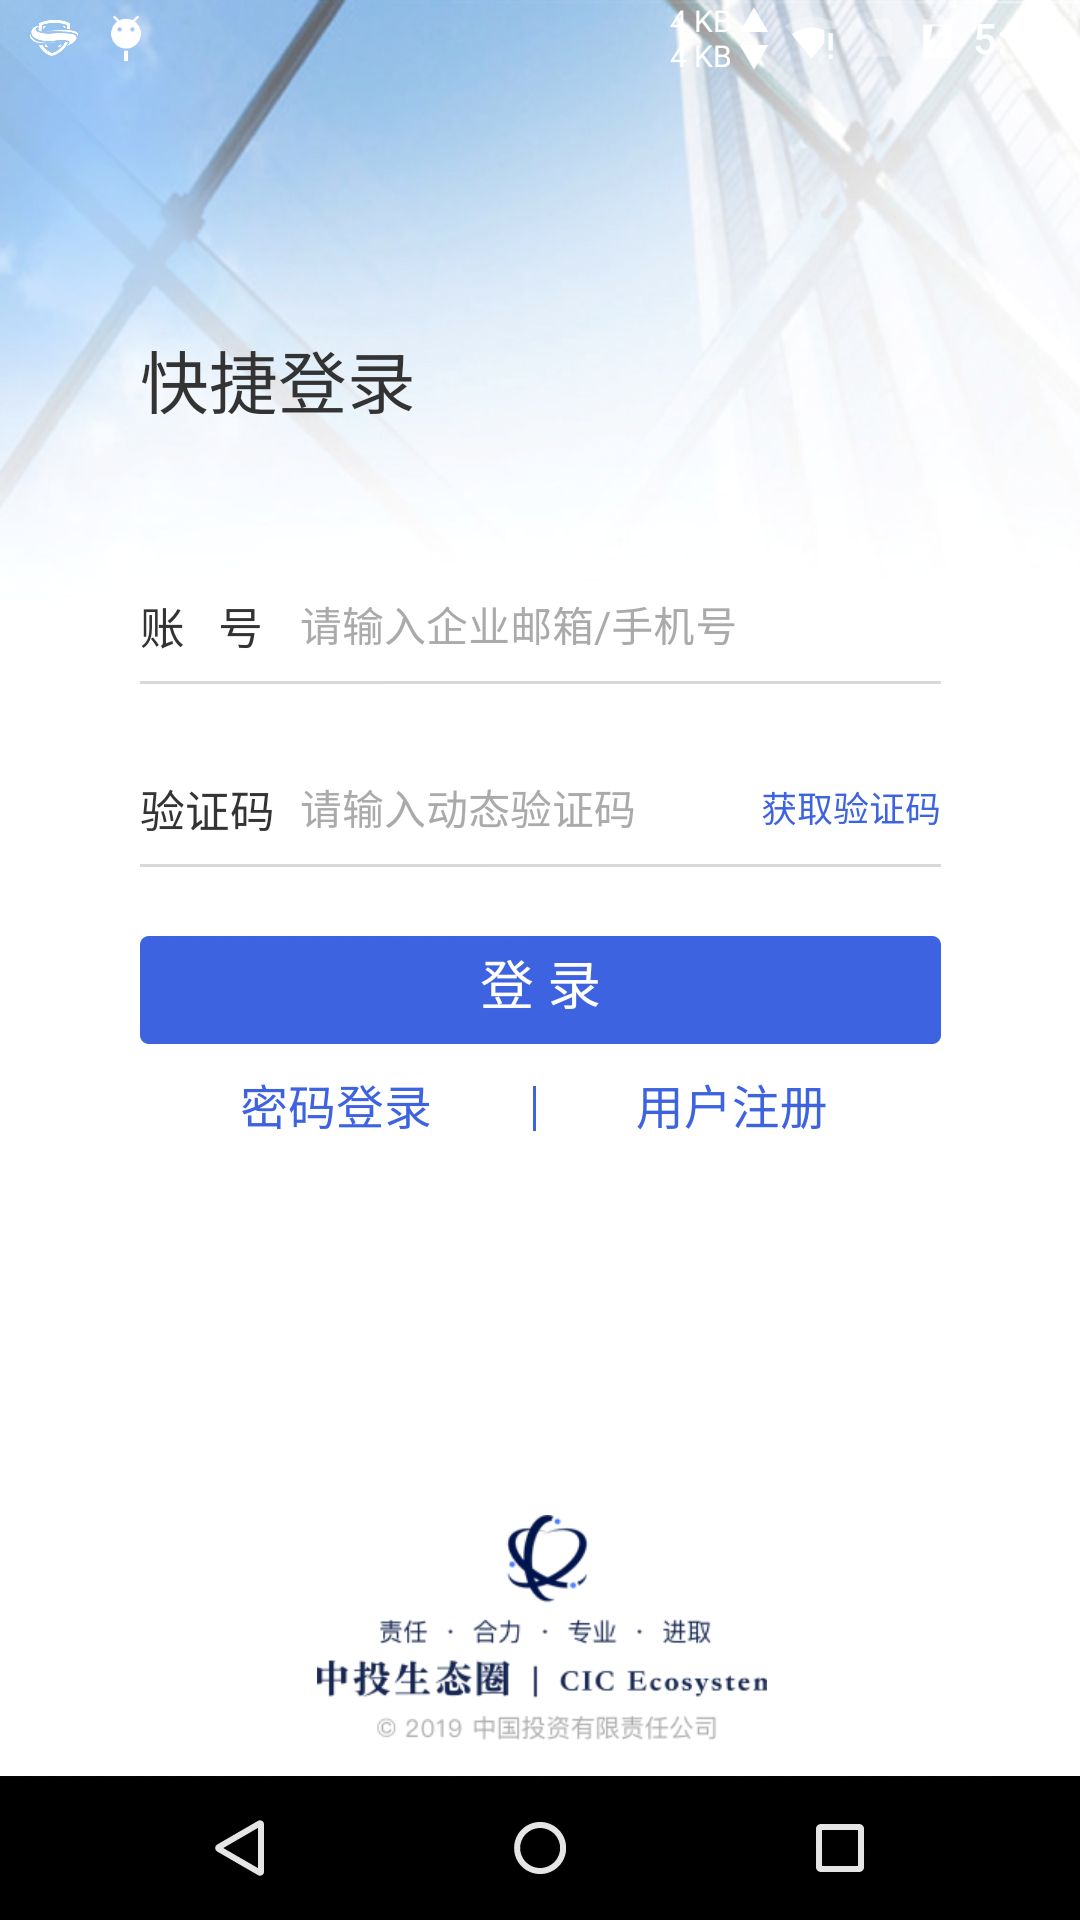 4 KB
4 KB
快捷登录
账 号 请输入企业邮箱/手机号
验证码 请输入动态验证码 获取验证码
登 录
密码登录 | 用户注册
责任 · 合力 · 专业 · 进取
中投生态圈 | CIC Ecosysten
© 2019 中国投资有限责任公司